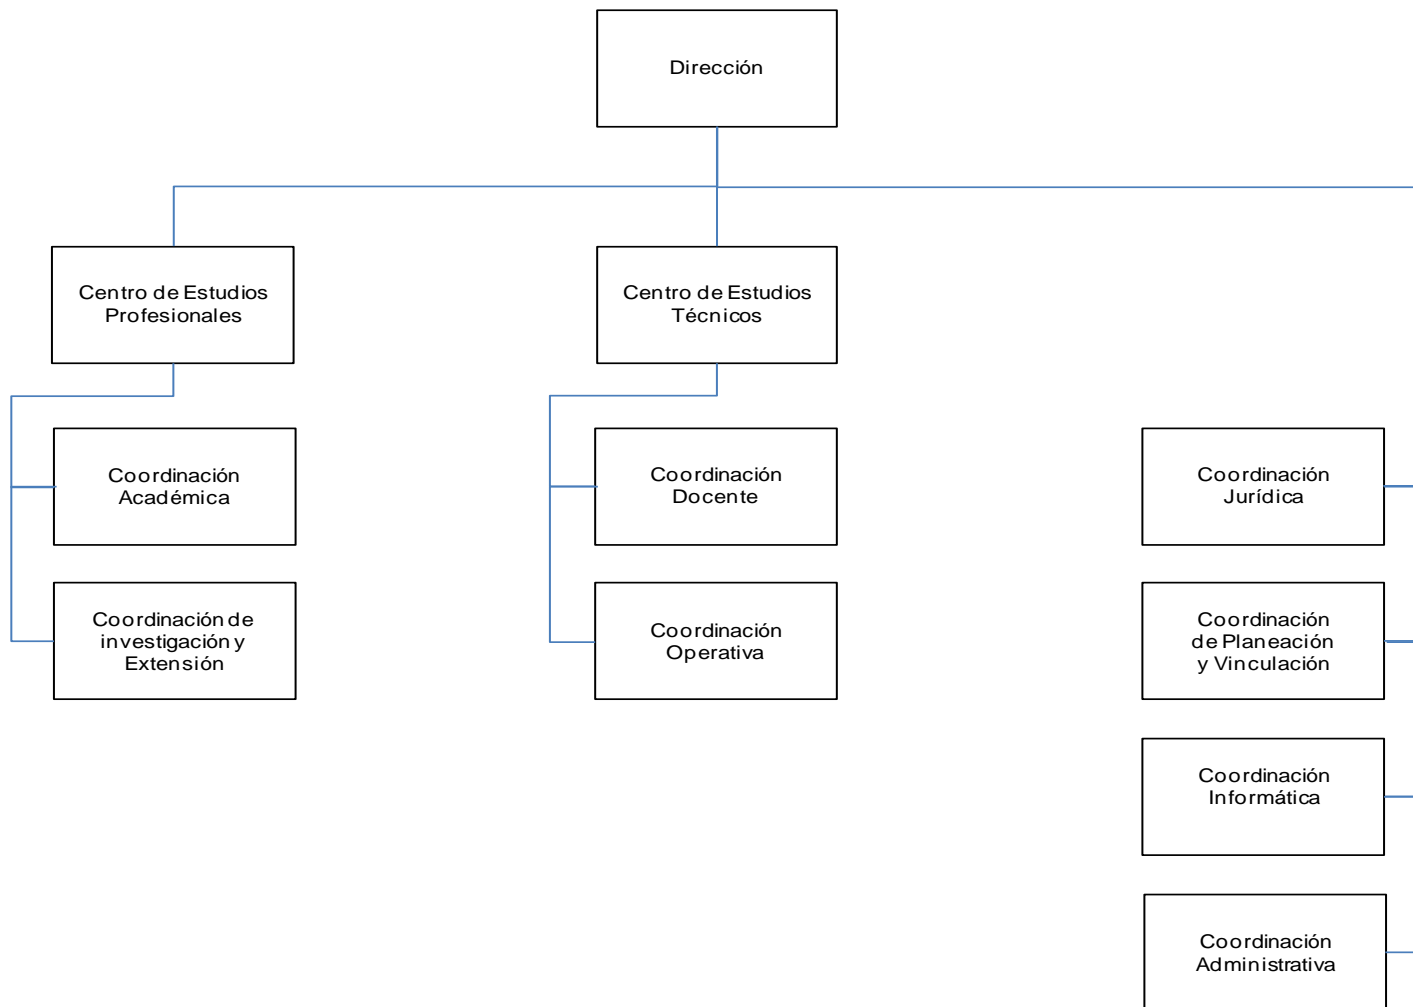 Dirección
Centro de Estudios
Profesionales
Centro de Estudios
Técnicos
Coordinación
Académica
Coordinación
Docente
Coordinación
Jurídica
Coordinación de
investigación y
Extensión
Coordinación
Operativa
Coordinación
de Planeación
y Vinculación
Coordinación
Informática
Coordinación
Administrativa